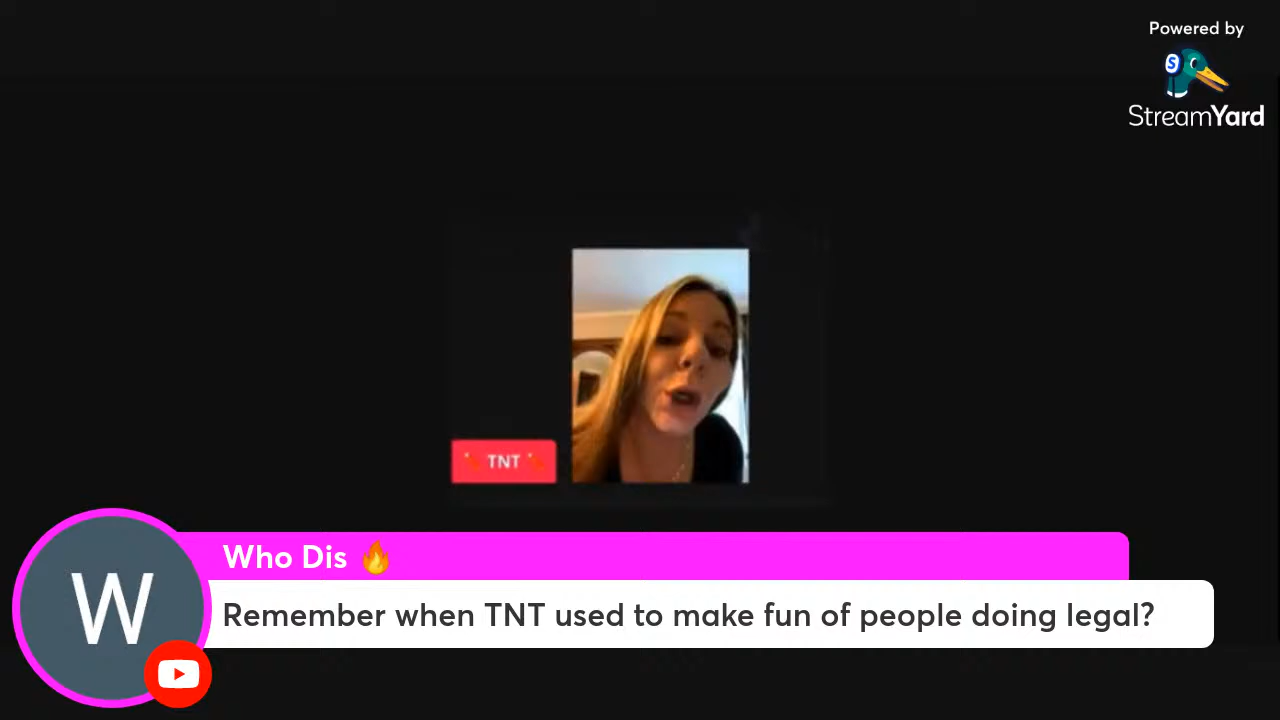 Powered by
S
StreamYard
🧨 TNT 🧨
Who Dis 🔥
W
Remember when TNT used to make fun of people doing legal?